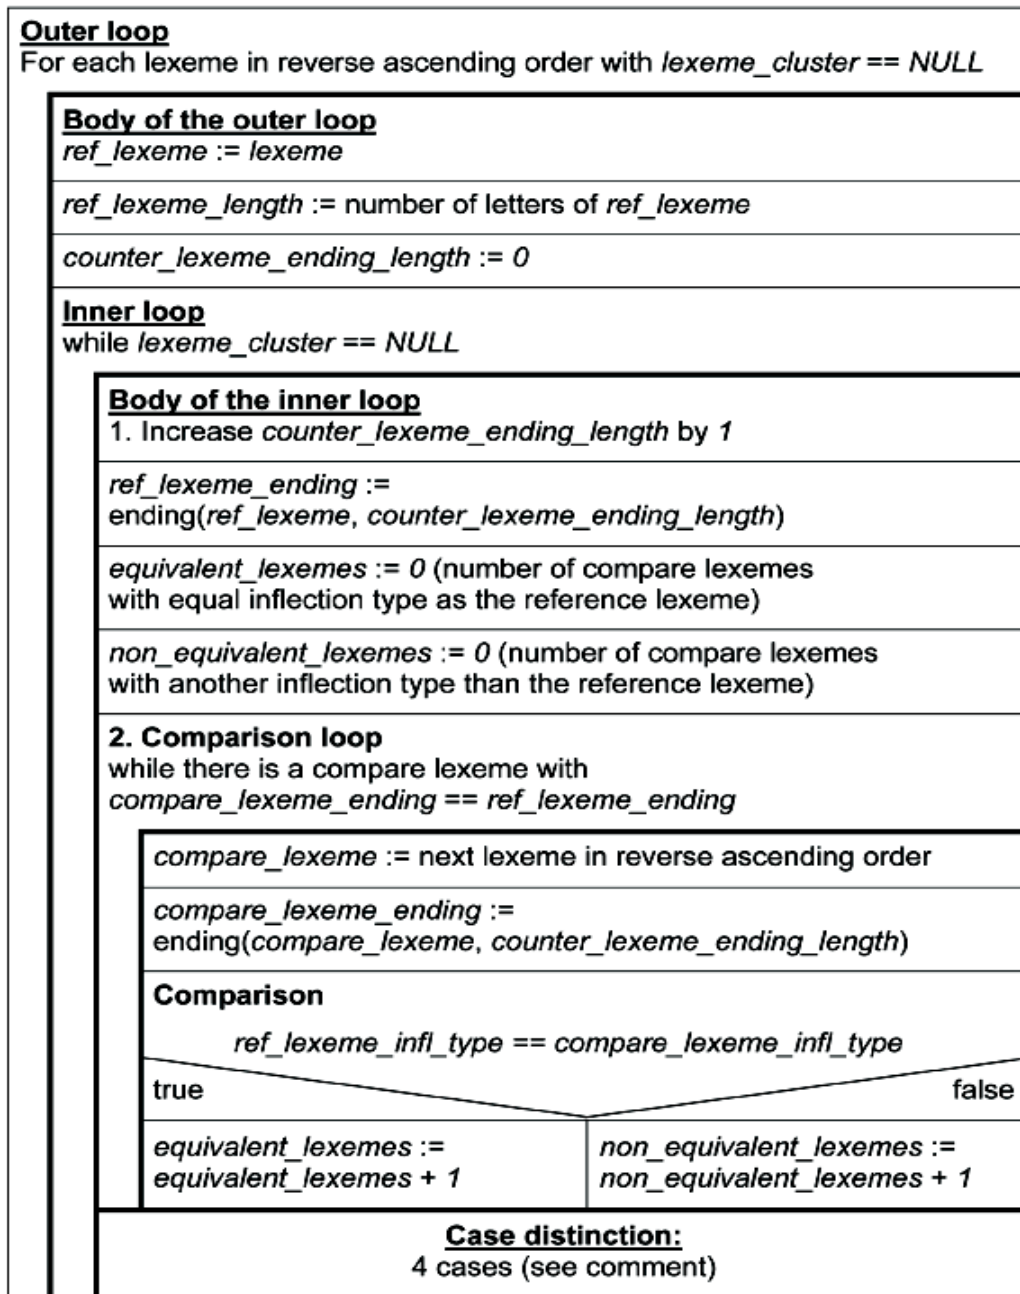 Outer loop
For each lexeme in reverse ascending order with lexeme_cluster == NULL
Body of the outer loop
ref_lexeme := lexeme
ref_lexeme_length := number of letters of ref_lexeme
counter_lexeme_ending_length := 0
Inner loop
while lexeme_cluster == NULL
Body of the inner loop
1. Increase counter_lexeme_ending_length by 1
ref_lexeme_ending :=
ending(ref_lexeme, counter_lexeme_ending_length)
equivalent_lexemes := 0 (number of compare lexemes
with equal inflection type as the reference lexeme)
non_equivalent_lexemes := 0 (number of compare lexemes
with another inflection type than the reference lexeme)
2. Comparison loop
while there is a compare lexeme with
compare_lexeme_ending == ref_lexeme_ending
compare_lexeme := next lexeme in reverse ascending order
compare_lexeme_ending :=
ending(compare_lexeme, counter_lexeme_ending_length)
Comparison
ref_lexeme_infl_type == compare_lexeme_infl_type
true
false
equivalent_lexemes :=
equivalent_lexemes + 1
non_equivalent_lexemes :=
non_equivalent_lexemes + 1
Case distinction:
4 cases (see comment)